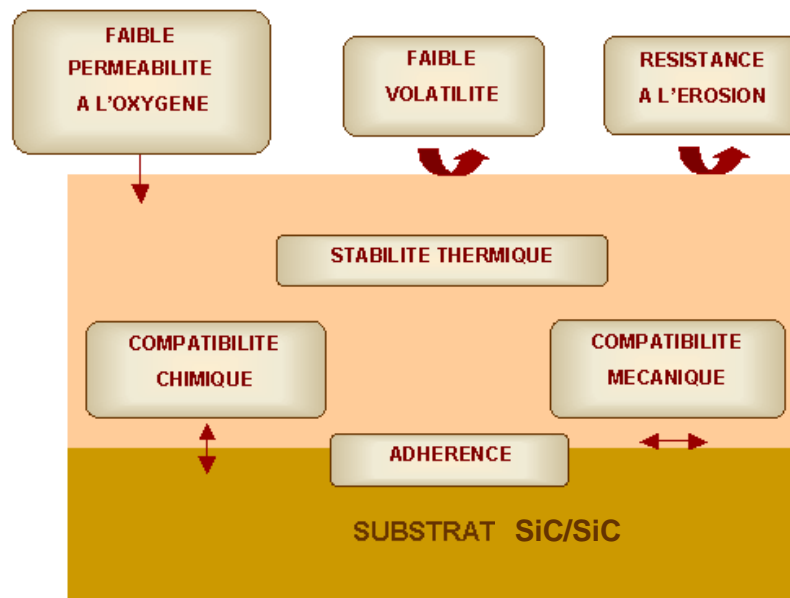 FAIBLE
PERMEABILITE
A L'OXYGENE
FAIBLE
VOLATILITE
RESISTANCE
A L'EROSION
STABILITE THERMIQUE
COMPATIBILITE
CHIMIQUE
COMPATIBILITE
MECANIQUE
ADHERENCE
SUBSTRAT SiC/SiC